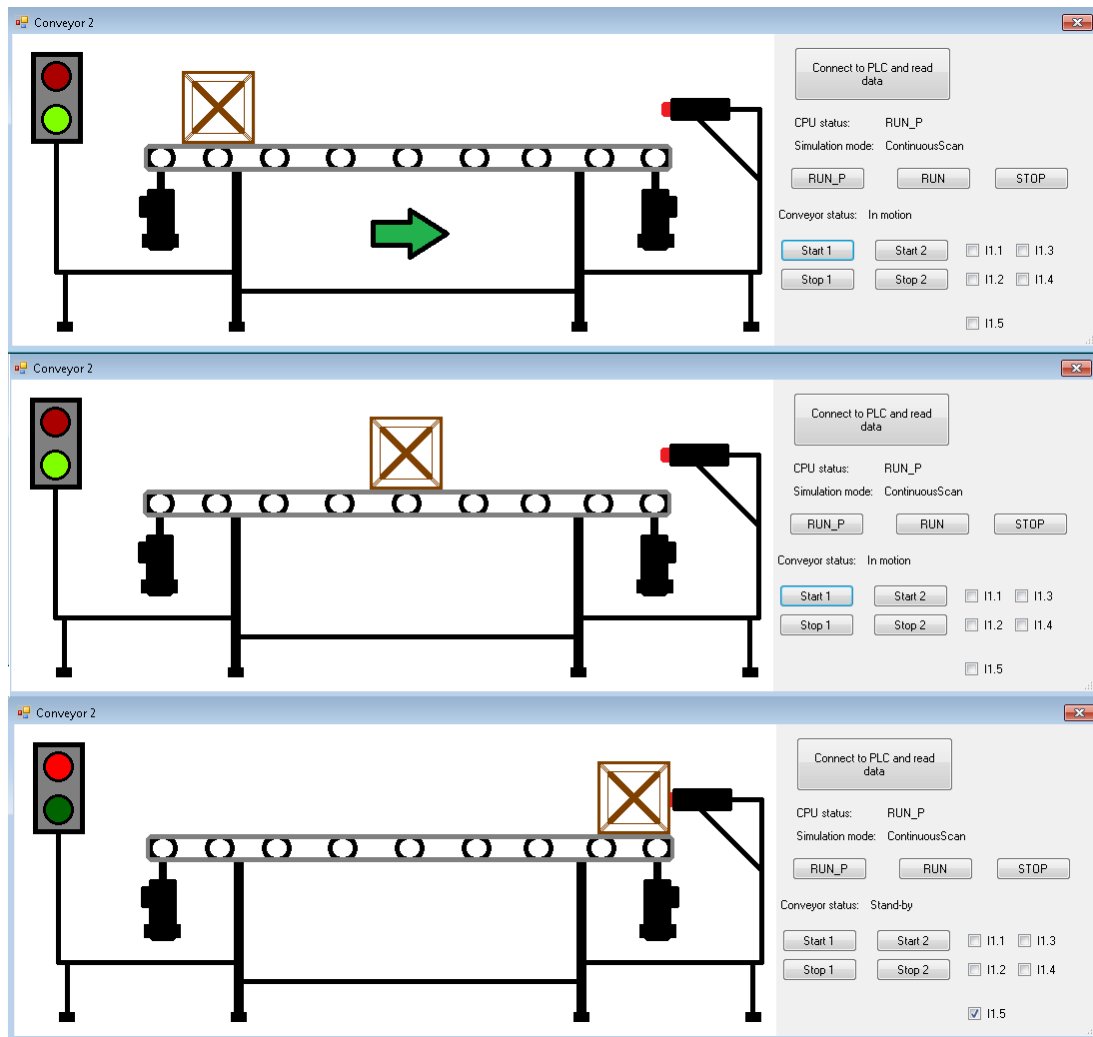 Conveyor 2
Connect to PLC and read
data
CPU status: RUN_P
Simulation mode: ContinuousScan
RUN_P RUN STOP
Conveyor status: In motion
Start 1 Start 2 I1.1 I1.3
Stop 1 Stop 2 I1.2 I1.4
I1.5
Conveyor 2
Connect to PLC and read
data
CPU status: RUN_P
Simulation mode: ContinuousScan
RUN_P RUN STOP
Conveyor status: In motion
Start 1 Start 2 I1.1 I1.3
Stop 1 Stop 2 I1.2 I1.4
I1.5
Conveyor 2
Connect to PLC and read
data
CPU status: RUN_P
Simulation mode: ContinuousScan
RUN_P RUN STOP
Conveyor status: Stand-by
Start 1 Start 2 I1.1 I1.3
Stop 1 Stop 2 I1.2 I1.4
I1.5